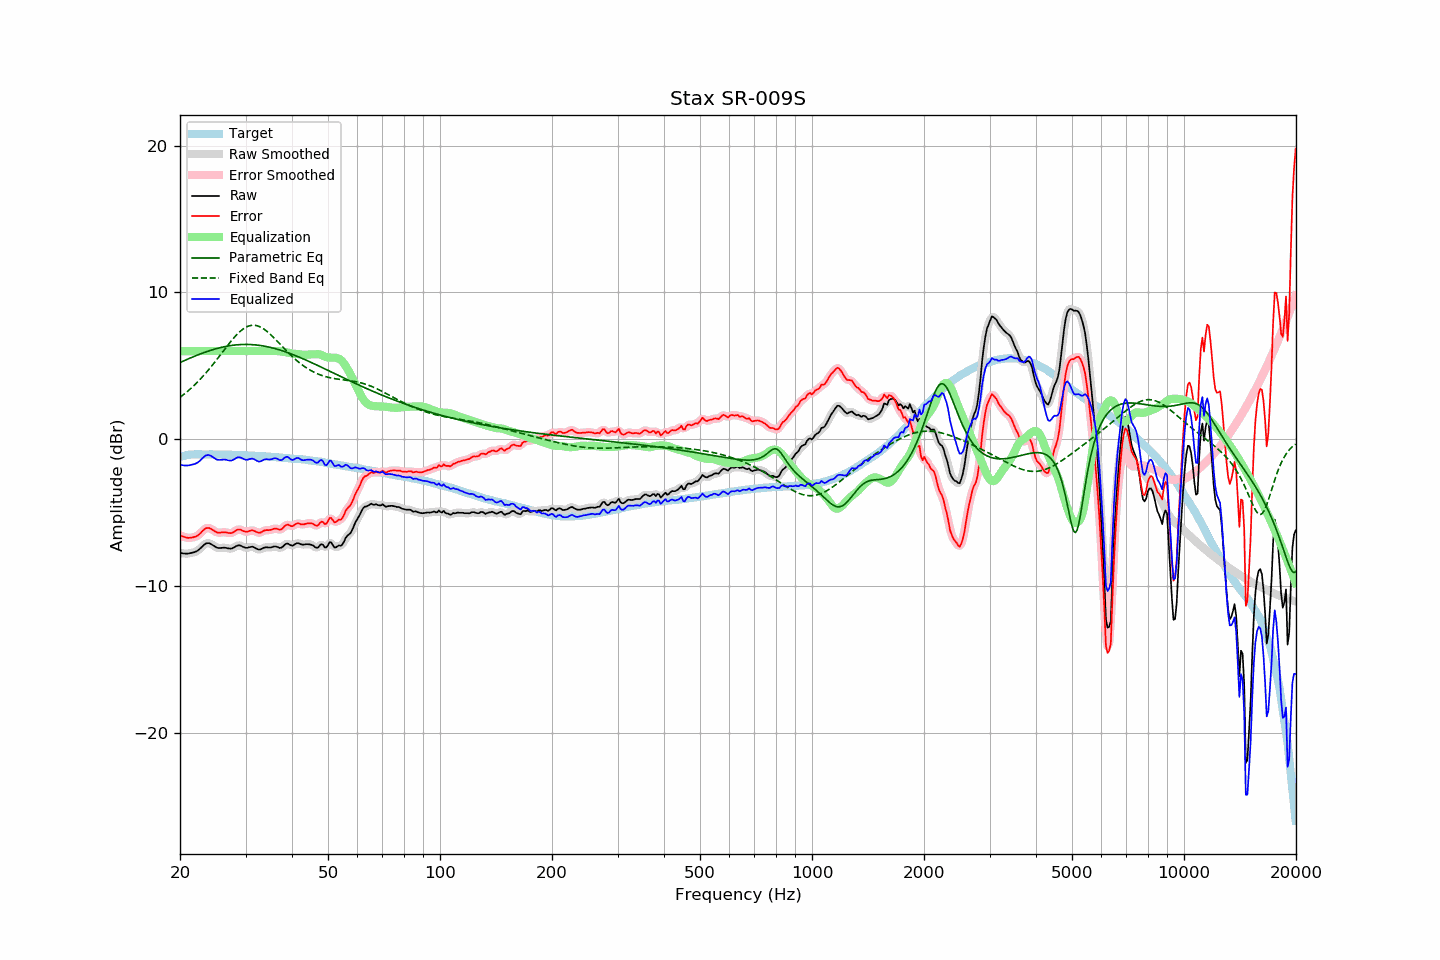 Stax SR-009S
Target
Raw Smoothed
Error Smoothed
Raw
Error
Equalization
Parametric Eq
Fixed Band Eq
Equalized
20
10
0
−10
−20
Amplitude (dBr)
20 50 100 200 500 1000 2000 5000 10000 20000
Frequency (Hz)